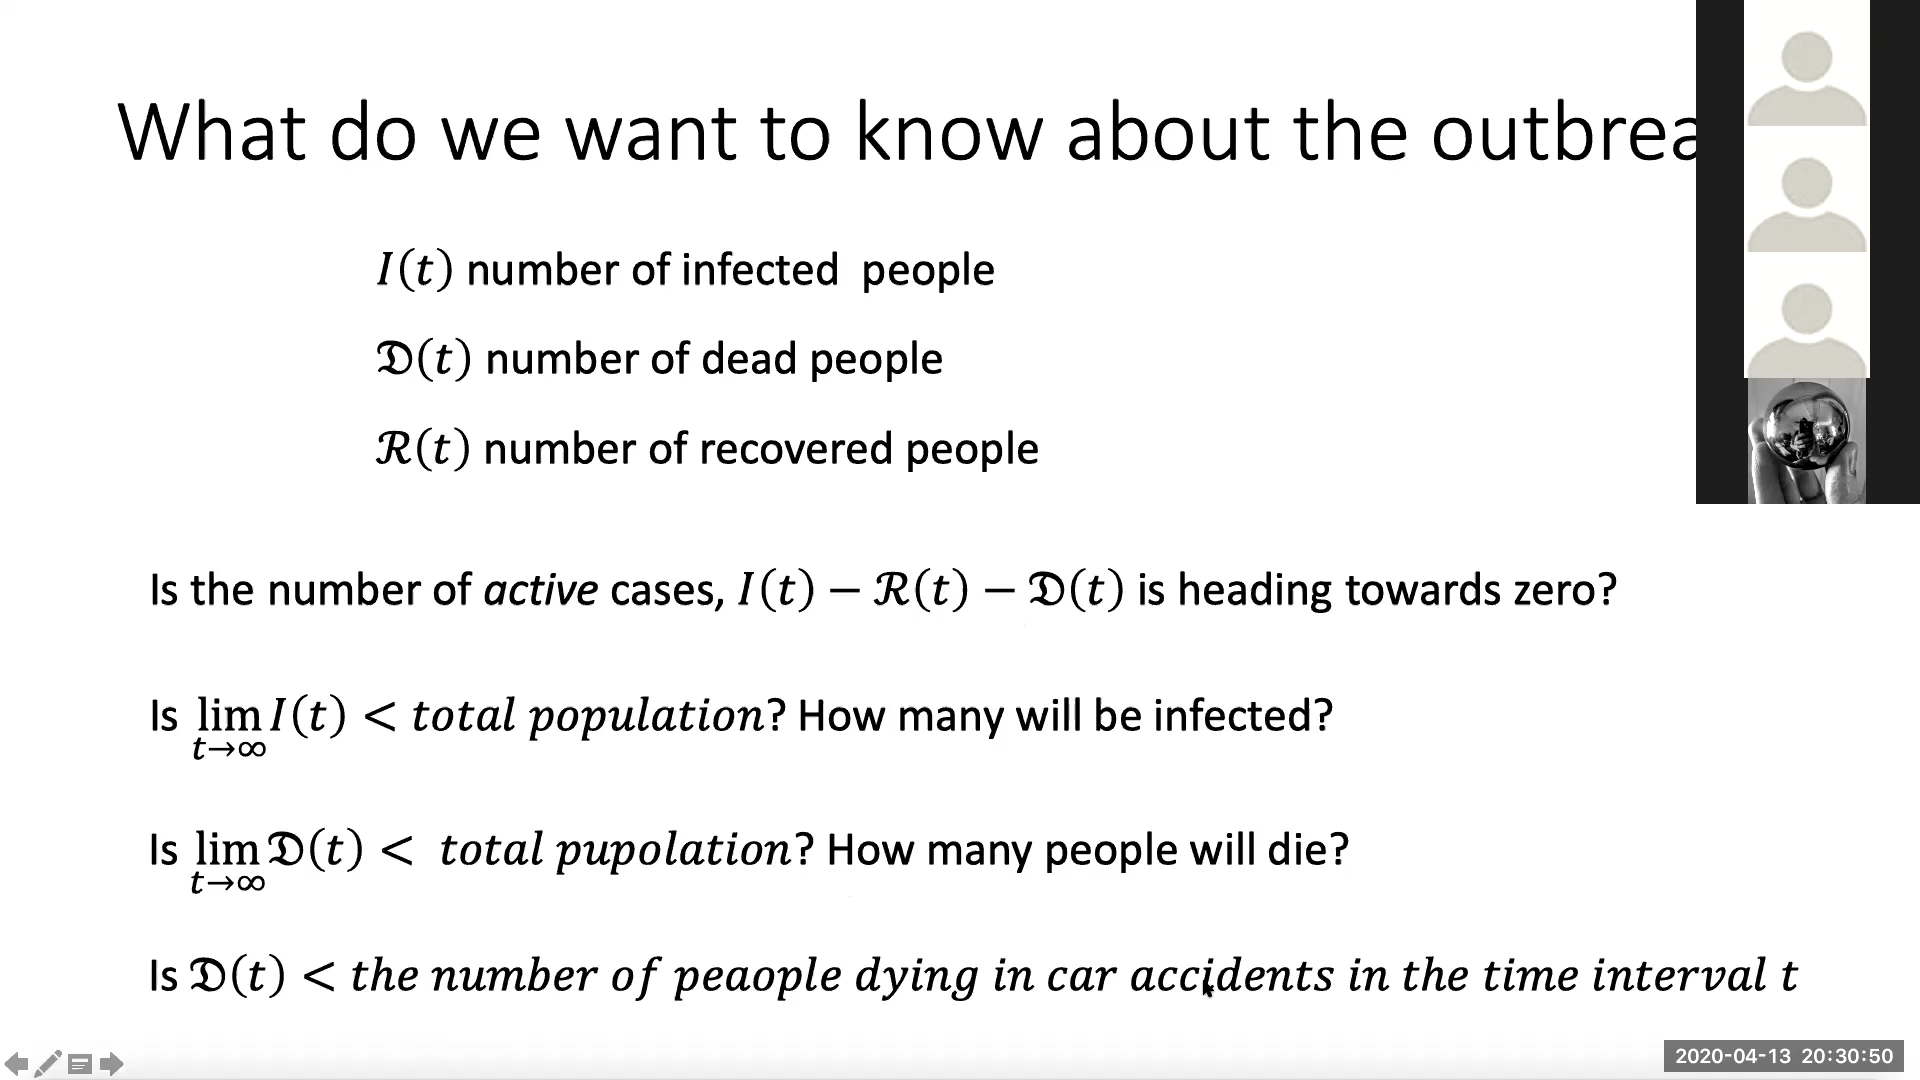 What do we want to know about the outbrea
I(t) number of infected people
𝔇(t) number of dead people
ℛ(t) number of recovered people
Is the number of active cases, I(t) − ℛ(t) − 𝔇(t) is heading towards zero?
Is lim t→∞ I(t) < total population? How many will be infected?
Is lim t→∞ 𝔇(t) < total pupolation? How many people will die?
Is 𝔇(t) < the number of peaople dying in car accidents in the time interval t
2020-04-13 20:30:50